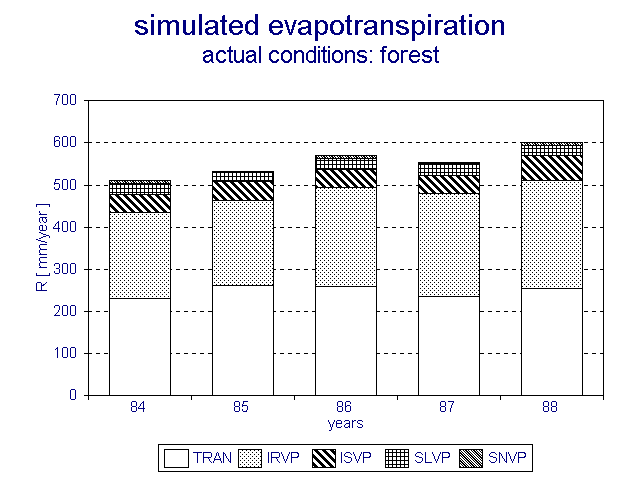 simulated evapotranspiration
actual conditions: forest
700
600
500
400
300
200
100
0
R [ mm/year ]
84 85 86 87 88
years
TRAN IRVP ISVP SLVP SNVP